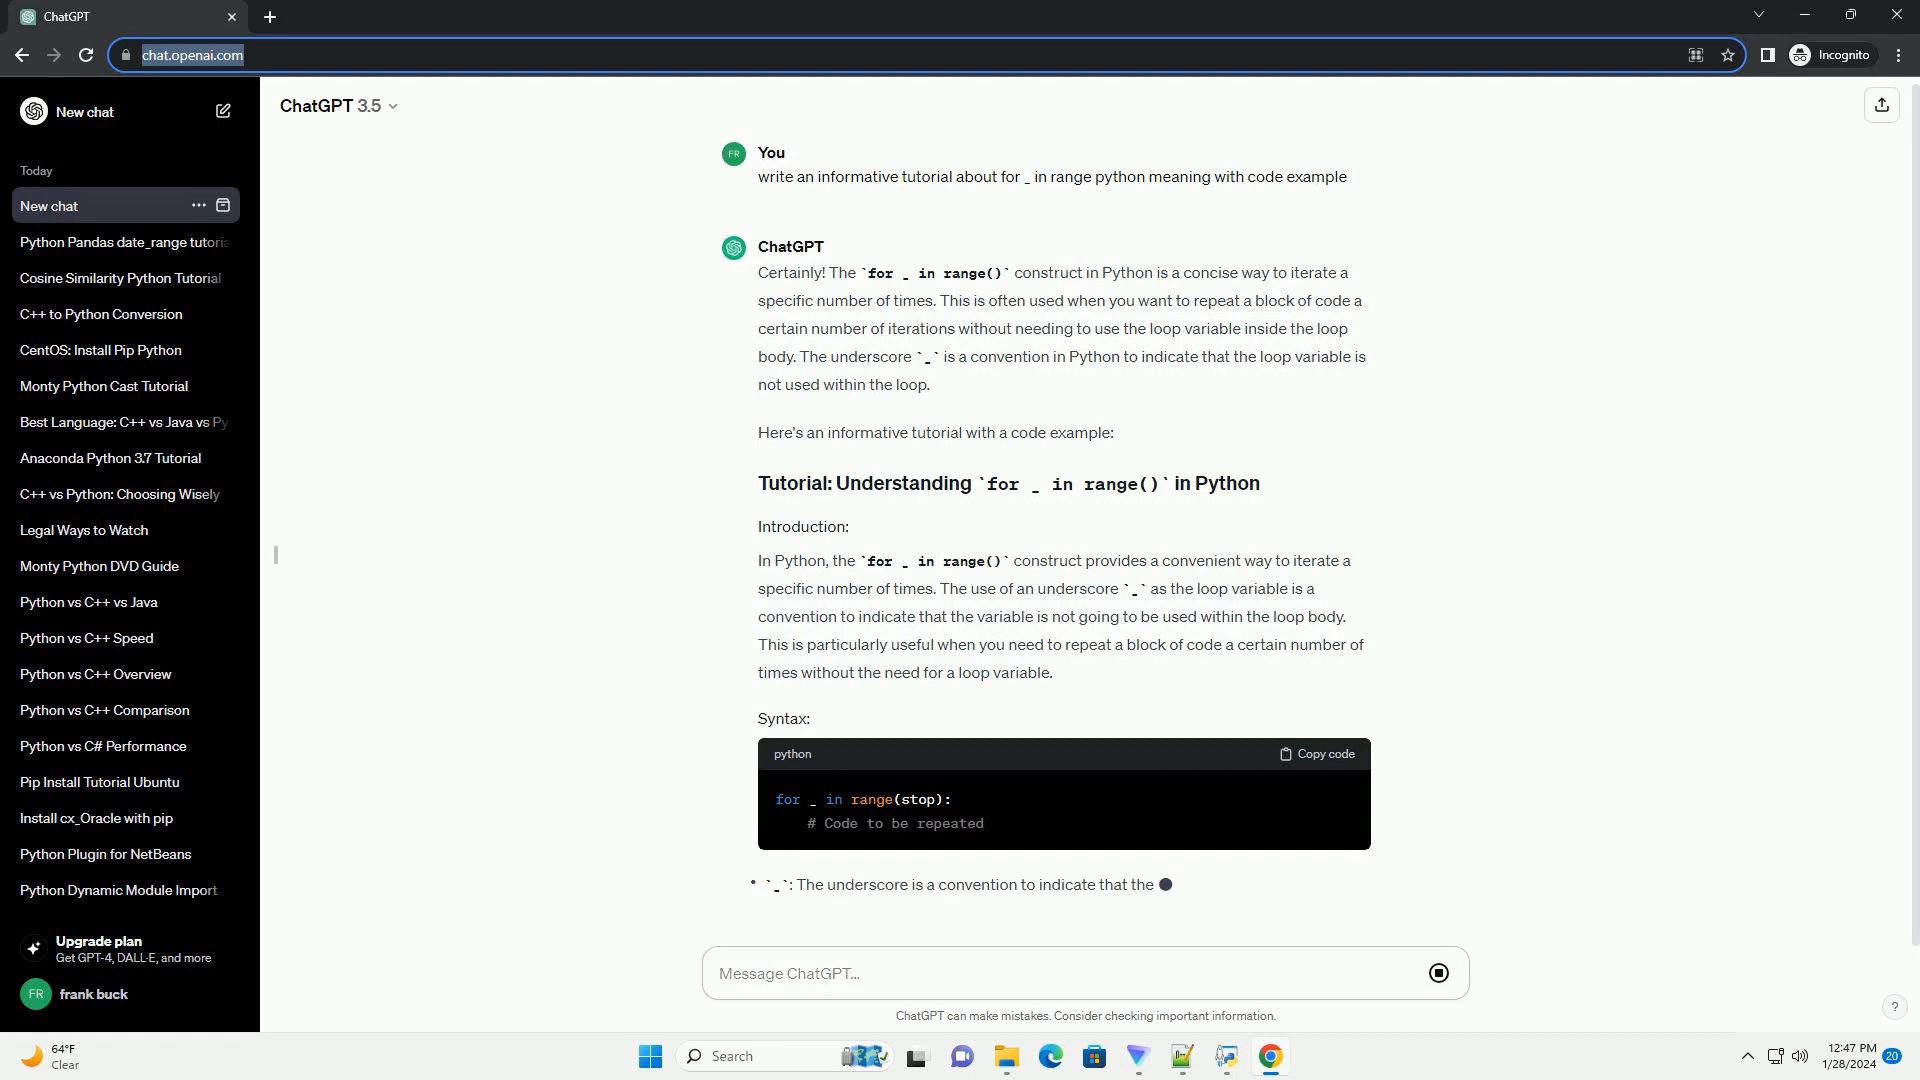 ChatGPT
chat.openai.com
Incognito
New chat
Today
New chat
Python Pandas date_range tutoria
Cosine Similarity Python Tutorial
C++ to Python Conversion
CentOS: Install Pip Python
Monty Python Cast Tutorial
Best Language: C++ vs Java vs Py
Anaconda Python 3.7 Tutorial
C++ vs Python: Choosing Wisely
Legal Ways to Watch
Monty Python DVD Guide
Python vs C++ vs Java
Python vs C++ Speed
Python vs C++ Overview
Python vs C++ Comparison
Python vs C# Performance
Pip Install Tutorial Ubuntu
Install cx_Oracle with pip
Python Plugin for NetBeans
Python Dynamic Module Import
Upgrade plan
Get GPT-4, DALL·E, and more
FR frank buck
ChatGPT 3.5
FR You
write an informative tutorial about for _ in range python meaning with code example
ChatGPT
Certainly! The `for _ in range()` construct in Python is a concise way to iterate a
specific number of times. This is often used when you want to repeat a block of code a
certain number of iterations without needing to use the loop variable inside the loop
body. The underscore `_` is a convention in Python to indicate that the loop variable is
not used within the loop.
Here's an informative tutorial with a code example:
Tutorial: Understanding `for _ in range()` in Python
Introduction:
In Python, the `for _ in range()` construct provides a convenient way to iterate a
specific number of times. The use of an underscore `_` as the loop variable is a
convention to indicate that the variable is not going to be used within the loop body.
This is particularly useful when you need to repeat a block of code a certain number of
times without the need for a loop variable.
Syntax:
python Copy code
for _ in range(stop):
# Code to be repeated
• `_`: The underscore is a convention to indicate that the
Message ChatGPT...
ChatGPT can make mistakes. Consider checking important information.
?
64°F
Clear
Search
12:47 PM
1/28/2024
20